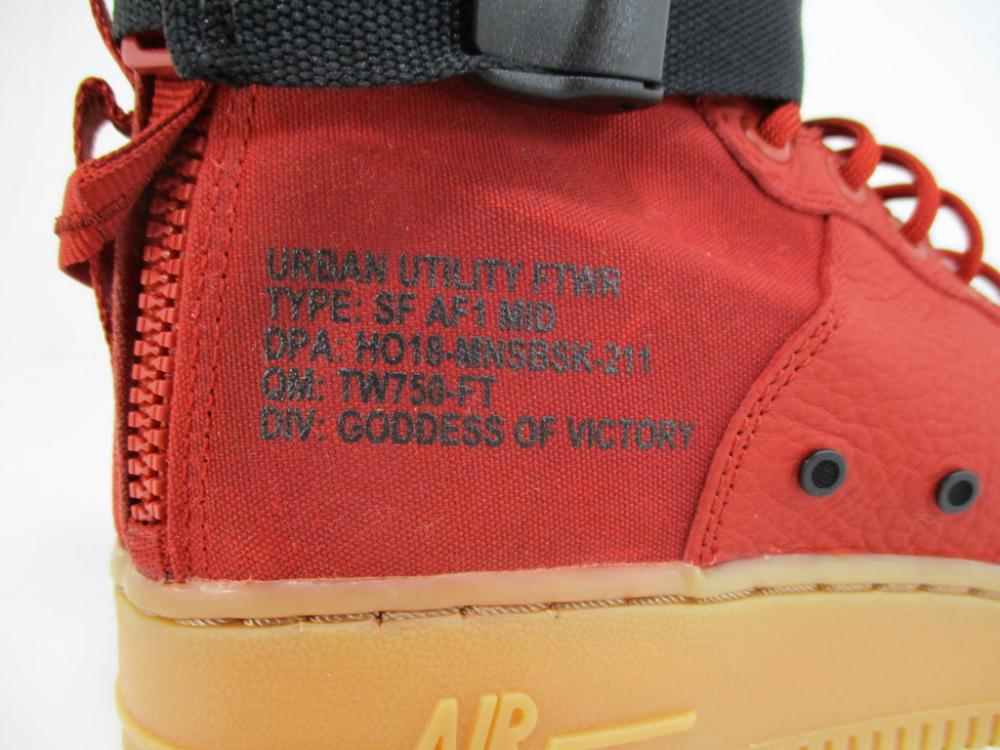 URBAN UTILITY FTWR
TYPE: SF AF1 MID
DPA: HO18-MNSBSK-211
QM: TW750-FT
DIV: GODDESS OF VICTORY
AIR